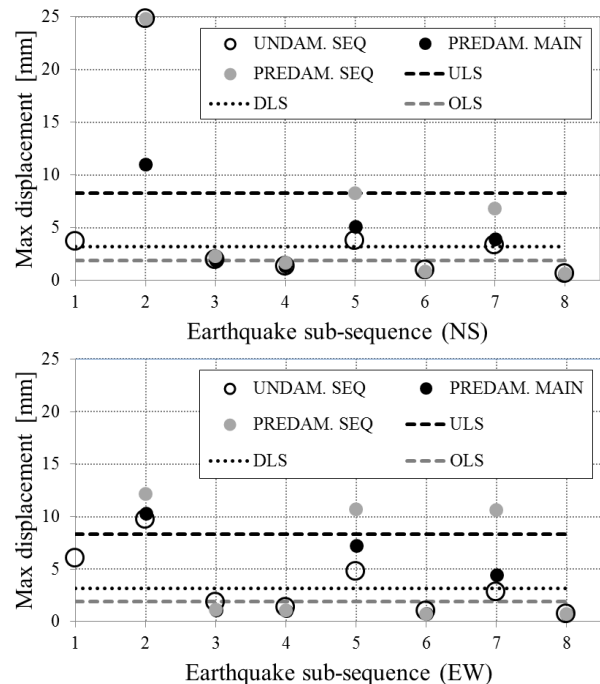 25
20
15
10
5
0
Max displacement [mm]
UNDAM. SEQ PREDAM. MAIN
PREDAM. SEQ ULS
DLS OLS
1 2 3 4 5 6 7 8
Earthquake sub-sequence (NS)
25
20
15
10
5
0
Max displacement [mm]
UNDAM. SEQ PREDAM. MAIN
PREDAM. SEQ ULS
DLS OLS
1 2 3 4 5 6 7 8
Earthquake sub-sequence (EW)